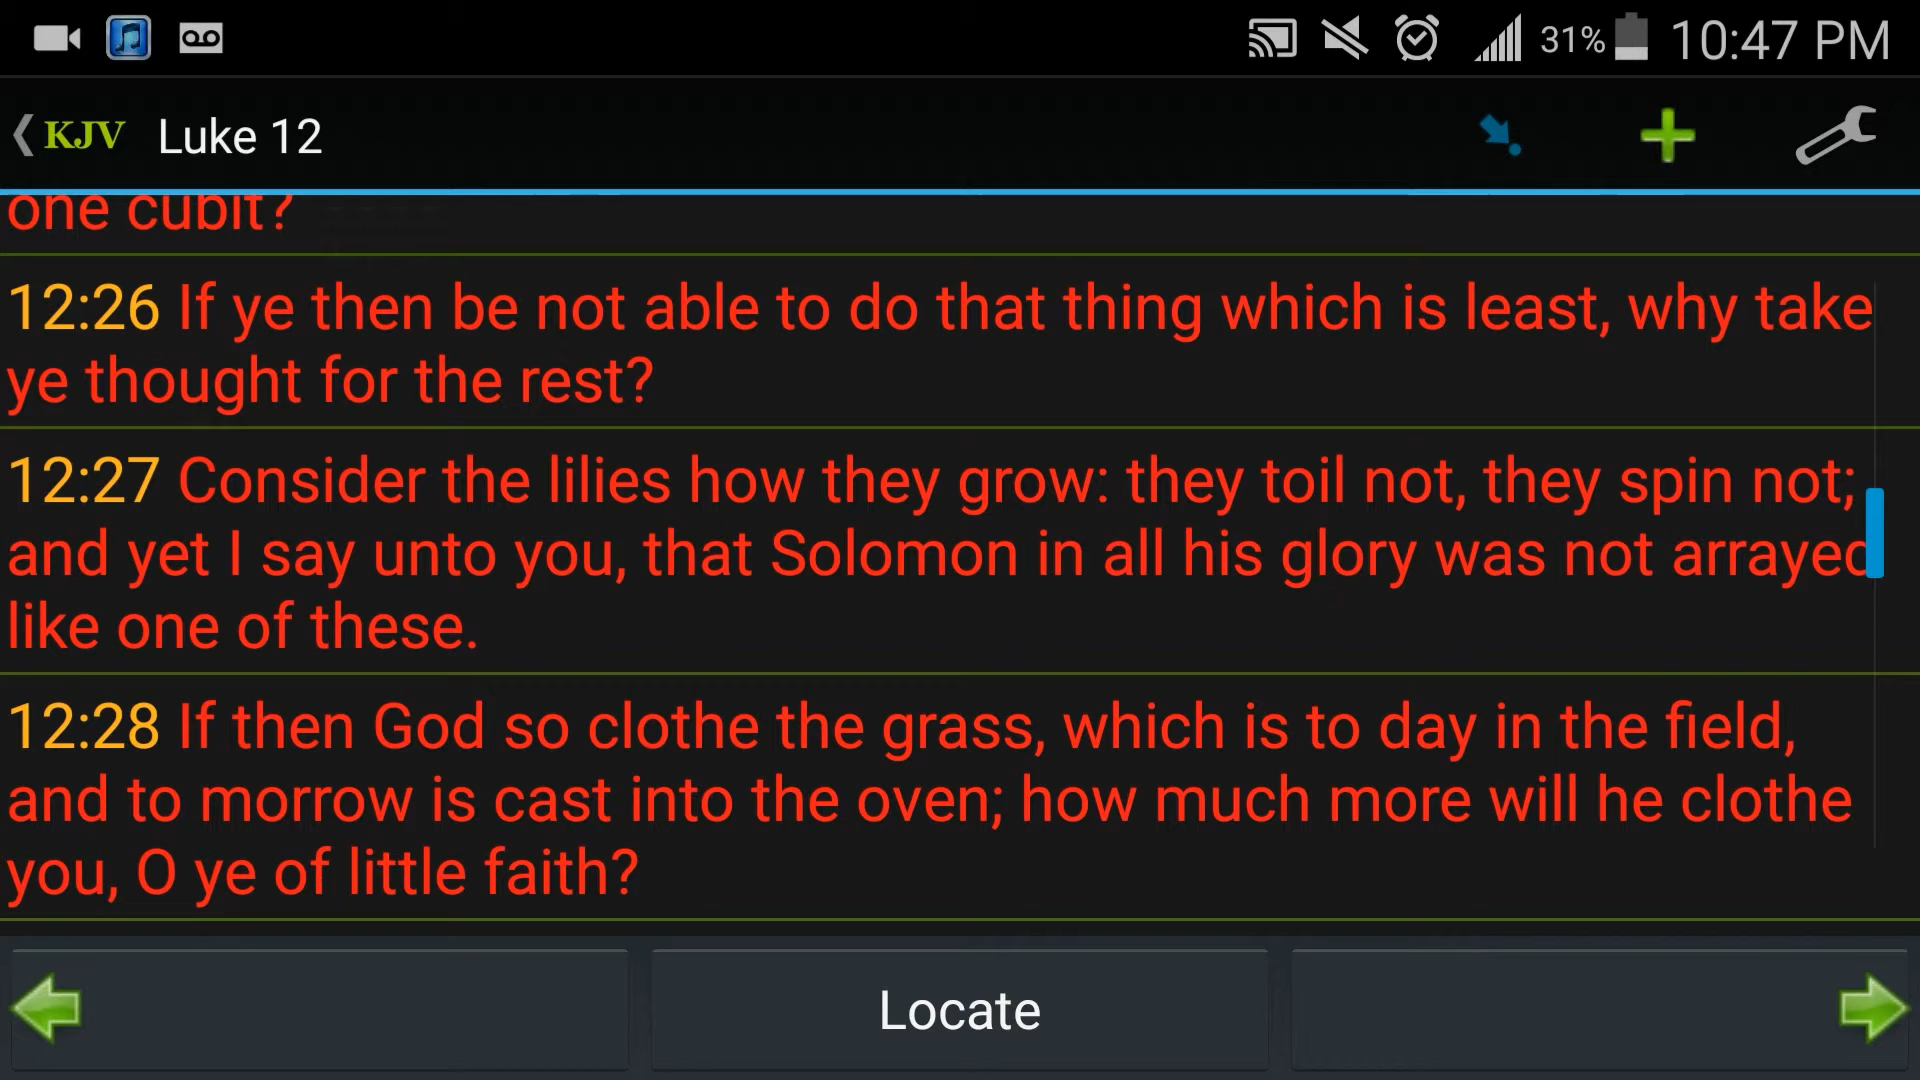 31% 10:47 PM
KJV Luke 12
one cubit?
12:26 If ye then be not able to do that thing which is least, why take
ye thought for the rest?
12:27 Consider the lilies how they grow: they toil not, they spin not;
and yet I say unto you, that Solomon in all his glory was not arrayed
like one of these.
12:28 If then God so clothe the grass, which is to day in the field,
and to morrow is cast into the oven; how much more will he clothe
you, O ye of little faith?
Locate